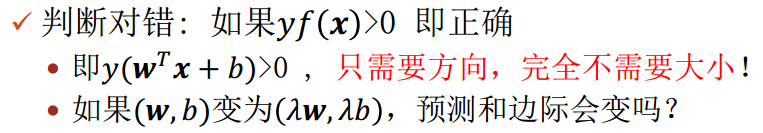 ✓ 判断对错: 如果yf(x)>0 即正确
• 即y(wᵀx + b)>0 , 只需要方向，完全不需要大小!
• 如果(w, b)变为(λw, λb)，预测和边际会变吗?